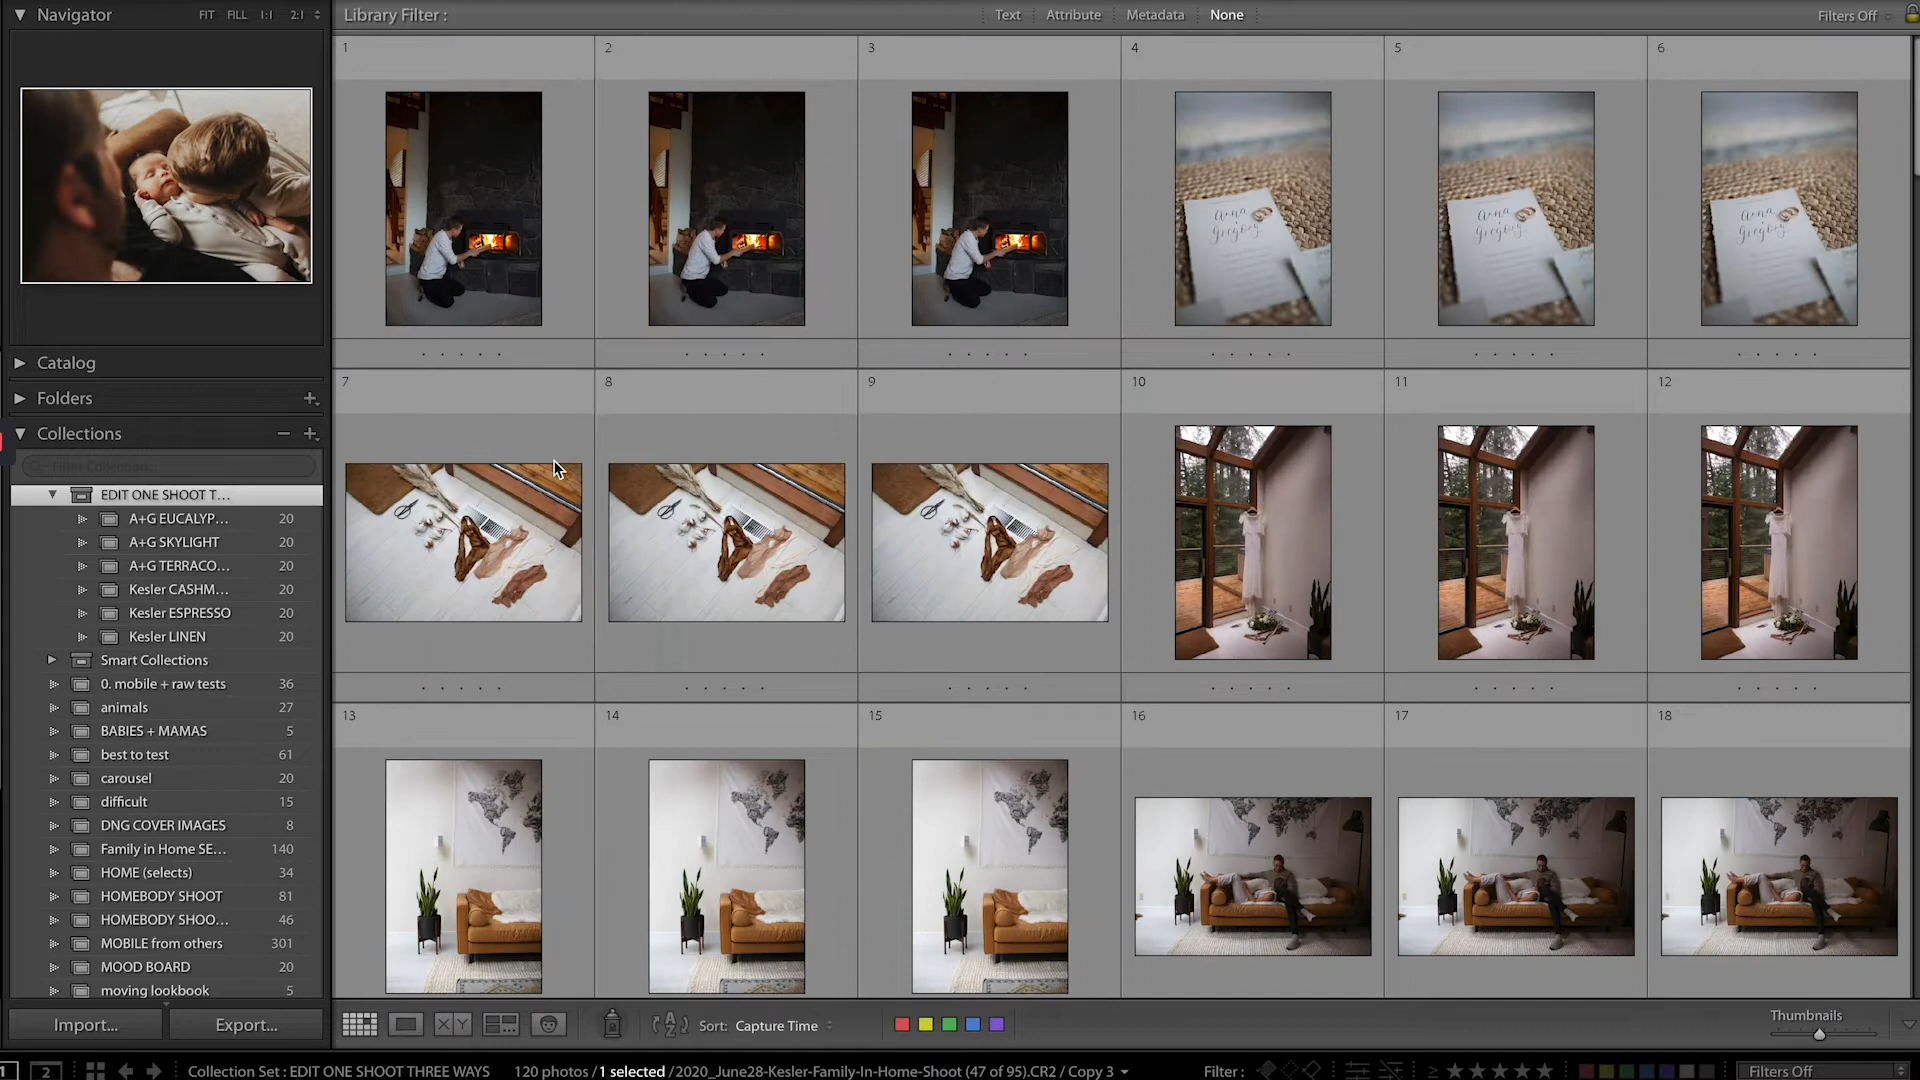 Navigator FIT FILL 1:1 2:1
Library Filter : Text Attribute Metadata None Filters Off
1 2 3 4 5 6
Catalog
Folders
Collections
Filter Collections
EDIT ONE SHOOT T...
A+G EUCALYP... 20
A+G SKYLIGHT 20
A+G TERRACO... 20
Kesler CASHM... 20
Kesler ESPRESSO 20
Kesler LINEN 20
Smart Collections
0. mobile + raw tests 36
animals 27
BABIES + MAMAS 5
best to test 61
carousel 20
difficult 15
DNG COVER IMAGES 8
Family in Home SE... 140
HOME (selects) 34
HOMEBODY SHOOT 81
HOMEBODY SHOO... 46
MOBILE from others 301
MOOD BOARD 20
moving lookbook 5
7 8 9 10 11 12
13 14 15 16 17 18
Import... Export...
X Y
Sort: Capture Time
Thumbnails
1 2 Collection Set : EDIT ONE SHOOT THREE WAYS 120 photos / 1 selected / 2020_June28-Kesler-Family-In-Home-Shoot (47 of 95).CR2 / Copy 3 Filter : ≥ Filters Off